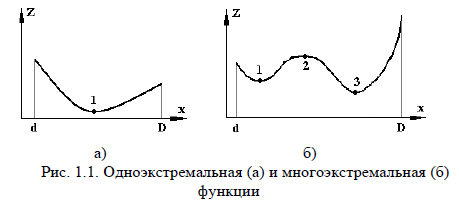 Z
1
x
d
D
а)
Z
1
2
3
x
d
D
б)
Рис. 1.1. Одноэкстремальная (а) и многоэкстремальная (б)
функции